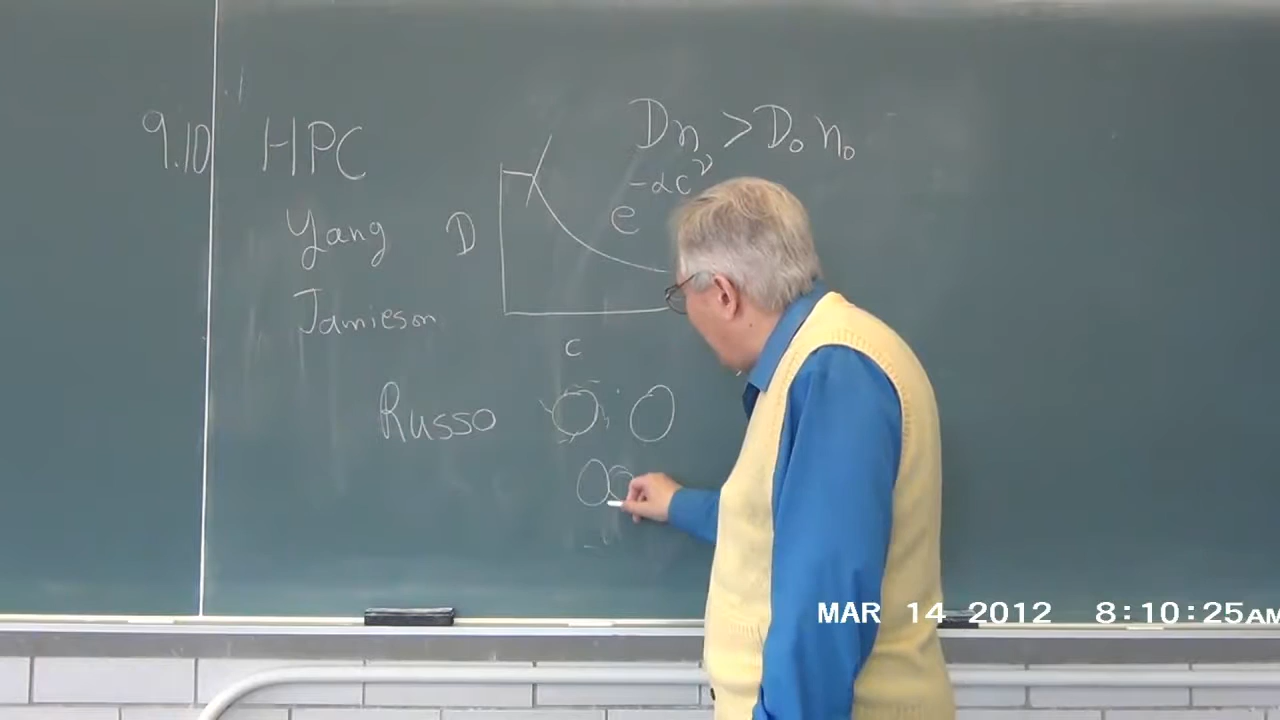 9.10 HPC
Dη > D₀η₀
e^-αc^ν
Yang
D
Jamieson
c
Russo
MAR 14 2012 8:10:25AM